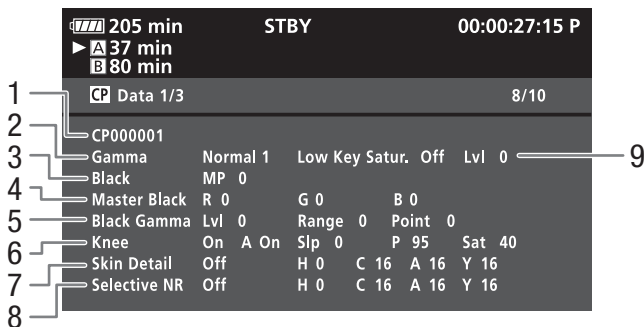 205 min STBY 00:00:27:15 P
A 37 min
B 80 min
CP Data 1/3 8/10
1 CP000001
2 Gamma Normal 1 Low Key Satur. Off Lvl 0 9
3 Black MP 0
4 Master Black R 0 G 0 B 0
5 Black Gamma Lvl 0 Range 0 Point 0
6 Knee On A On Slp 0 P 95 Sat 40
7 Skin Detail Off H 0 C 16 A 16 Y 16
8 Selective NR Off H 0 C 16 A 16 Y 16